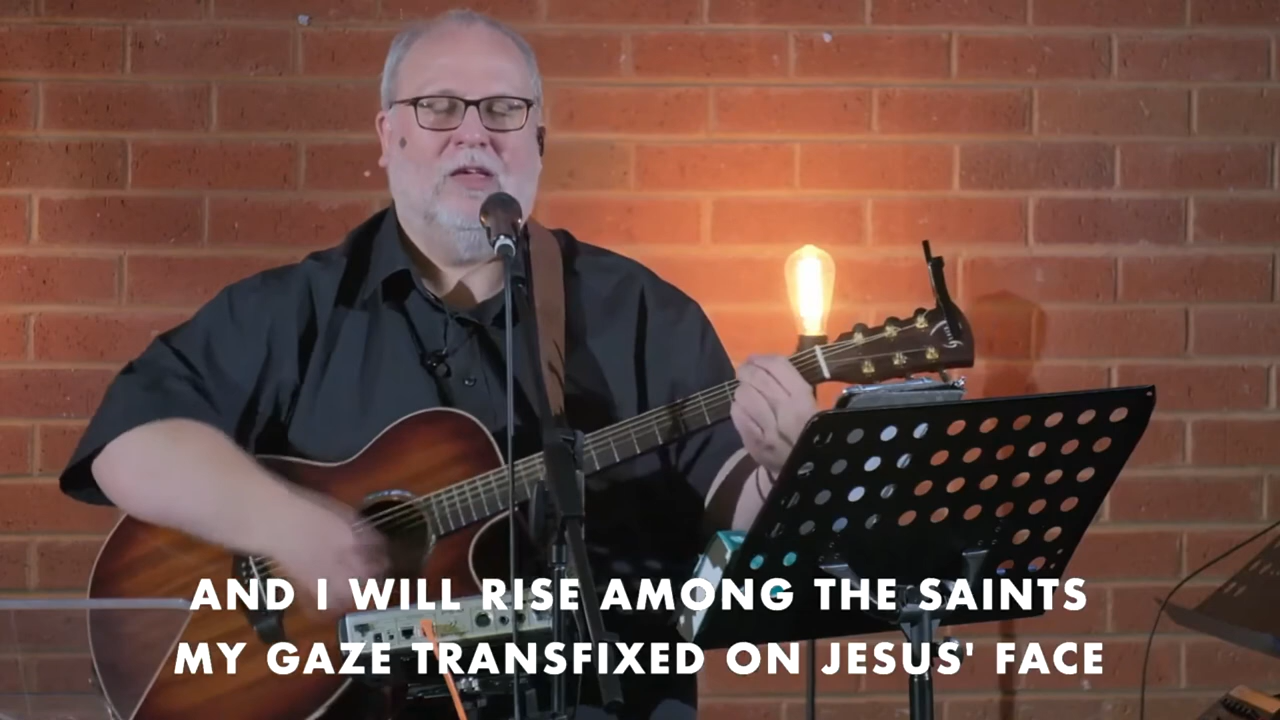 AND I WILL RISE AMONG THE SAINTS
MY GAZE TRANSFIXED ON JESUS' FACE